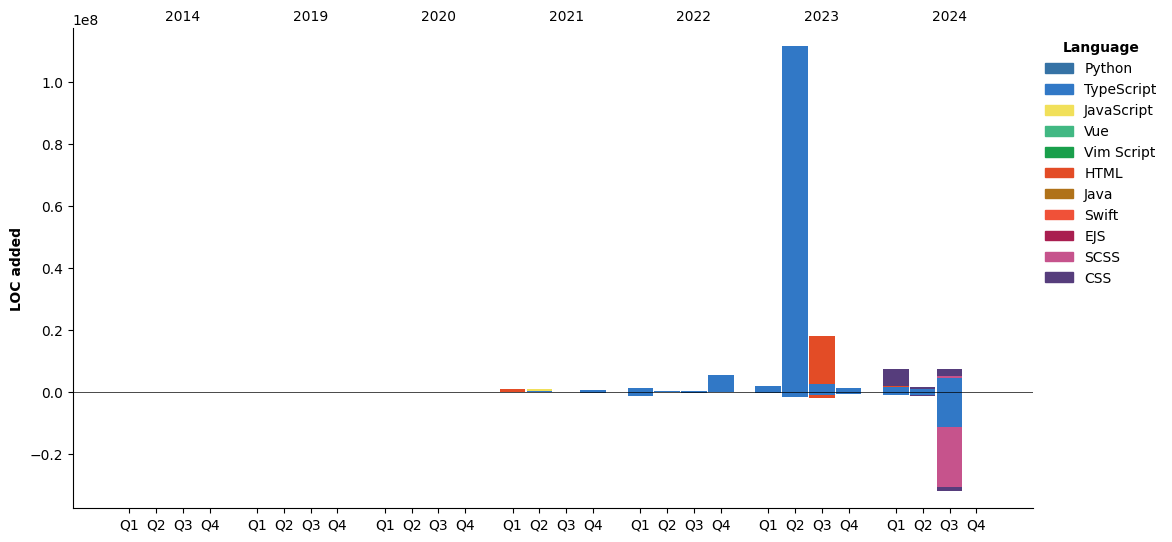 1e8
2014 2019 2020 2021 2022 2023 2024
1.0
0.8
0.6
0.4
0.2
0.0
−0.2
LOC added
Q1 Q2 Q3 Q4 Q1 Q2 Q3 Q4 Q1 Q2 Q3 Q4 Q1 Q2 Q3 Q4 Q1 Q2 Q3 Q4 Q1 Q2 Q3 Q4 Q1 Q2 Q3 Q4
Language
Python
TypeScript
JavaScript
Vue
Vim Script
HTML
Java
Swift
EJS
SCSS
CSS